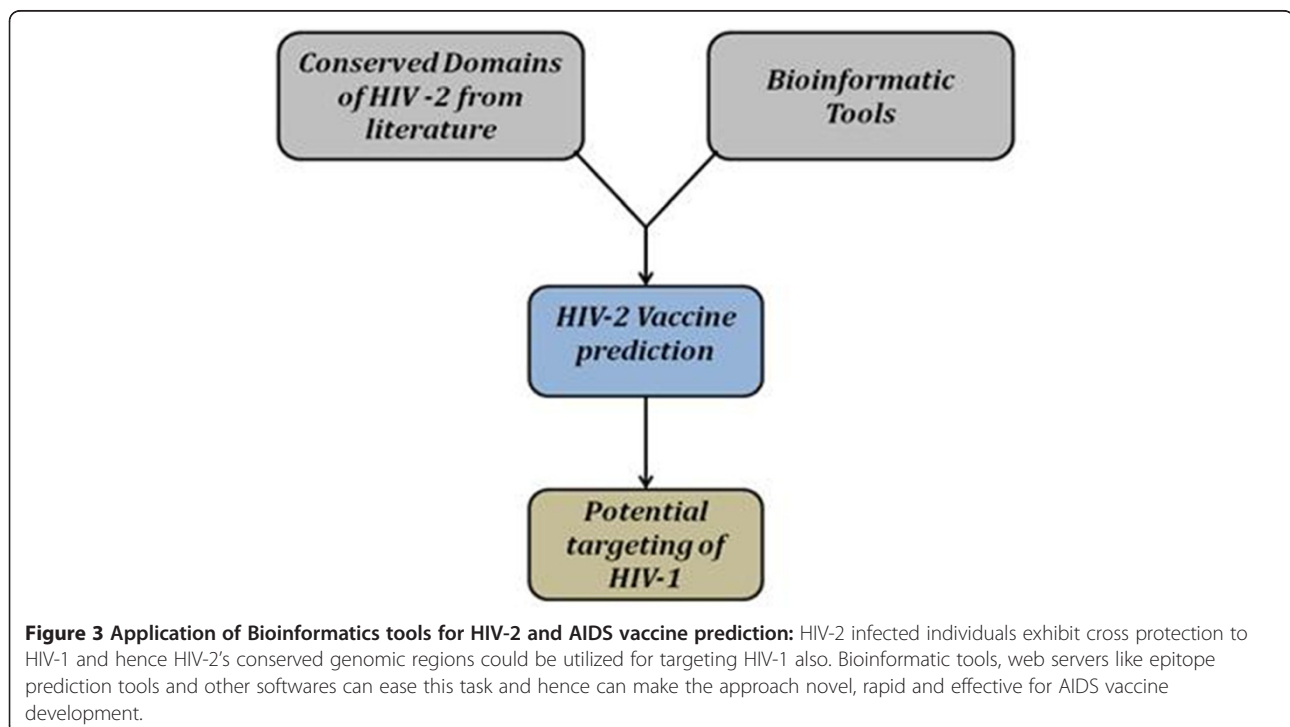 Conserved Domains
of HIV -2 from
literature
Bioinformatic
Tools
HIV-2 Vaccine
prediction
Potential
targeting of
HIV-1
Figure 3 Application of Bioinformatics tools for HIV-2 and AIDS vaccine prediction: HIV-2 infected individuals exhibit cross protection to
HIV-1 and hence HIV-2's conserved genomic regions could be utilized for targeting HIV-1 also. Bioinformatic tools, web servers like epitope
prediction tools and other softwares can ease this task and hence can make the approach novel, rapid and effective for AIDS vaccine
development.